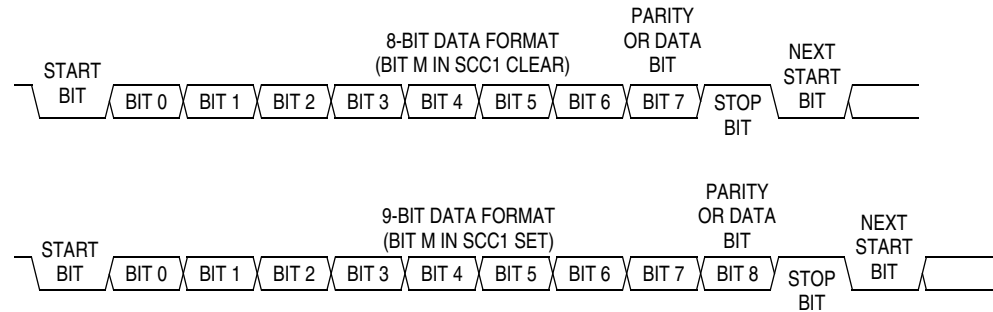 PARITY
OR DATA
BIT
8-BIT DATA FORMAT
(BIT M IN SCC1 CLEAR)
NEXT
START
BIT
START
BIT
BIT 0 BIT 1 BIT 2 BIT 3 BIT 4 BIT 5 BIT 6 BIT 7
STOP
BIT
PARITY
OR DATA
BIT
9-BIT DATA FORMAT
(BIT M IN SCC1 SET)
NEXT
START
BIT
START
BIT
BIT 0 BIT 1 BIT 2 BIT 3 BIT 4 BIT 5 BIT 6 BIT 7 BIT 8
STOP
BIT